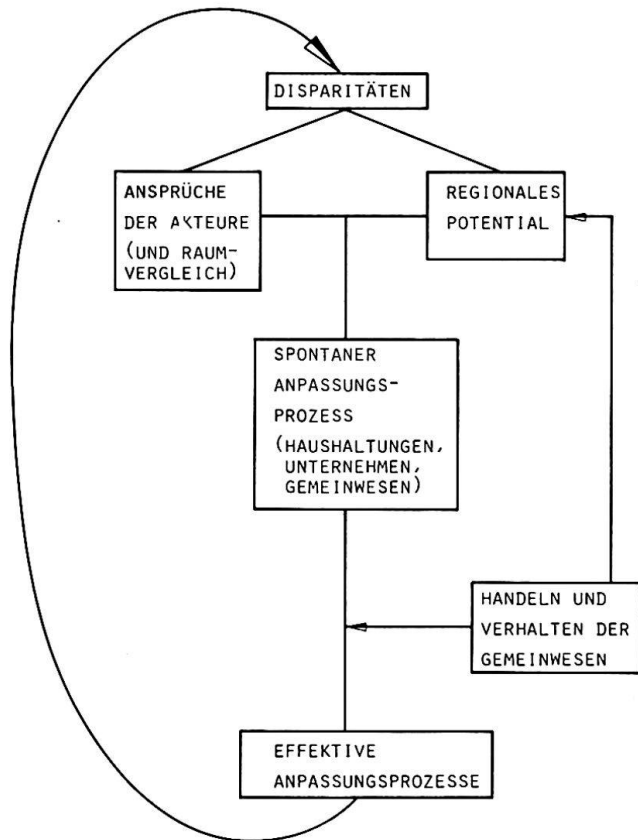 DISPARITÄTEN
ANSPRÜCHE
DER AKTEURE
(UND RAUM-
VERGLEICH)
REGIONALES
POTENTIAL
SPONTANER
ANPASSUNGS-
PROZESS
(HAUSHALTUNGEN,
UNTERNEHMEN,
GEMEINWESEN)
HANDELN UND
VERHALTEN DER
GEMEINWESEN
EFFEKTIVE
ANPASSUNGSPROZESSE